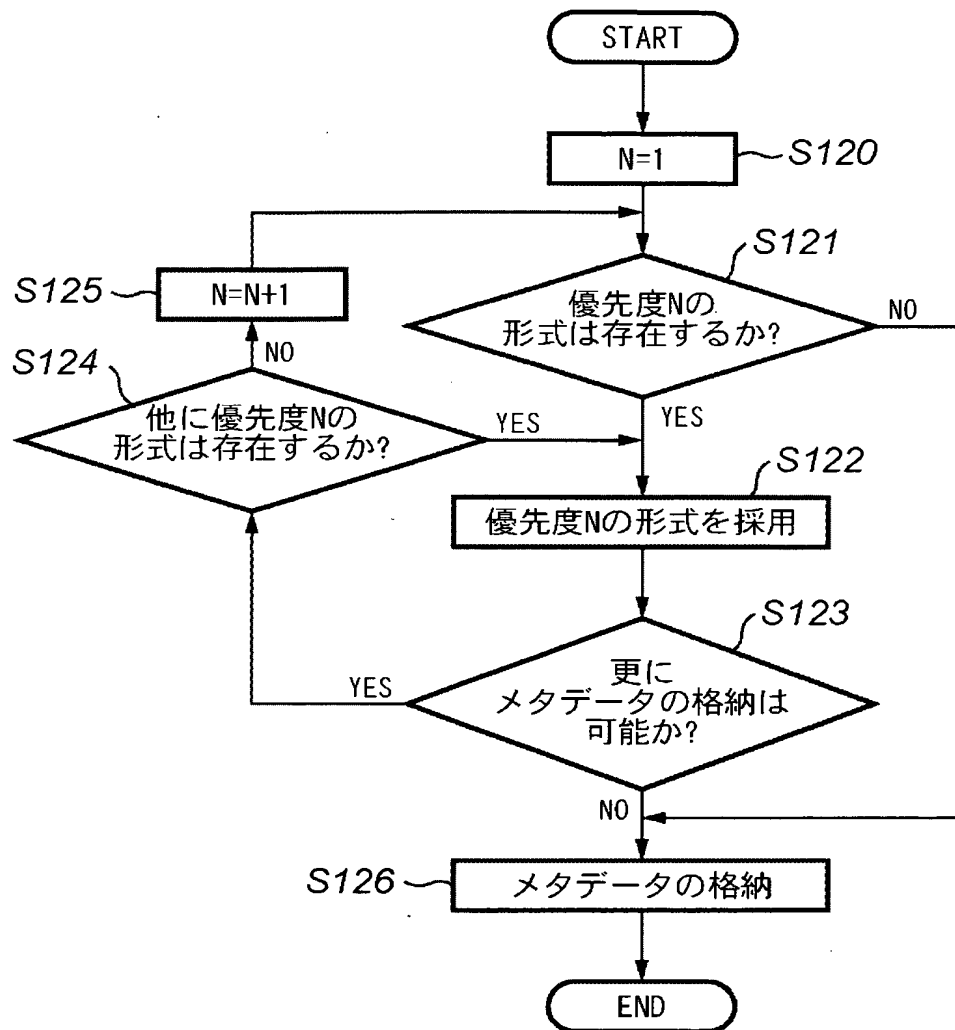 START
N=1
S120
S121
優先度Nの
形式は存在するか?
NO
YES
S125
N=N+1
NO
S124
他に優先度Nの
形式は存在するか?
YES
S122
優先度Nの形式を採用
S123
更に
メタデータの格納は
可能か?
YES
NO
S126
メタデータの格納
END